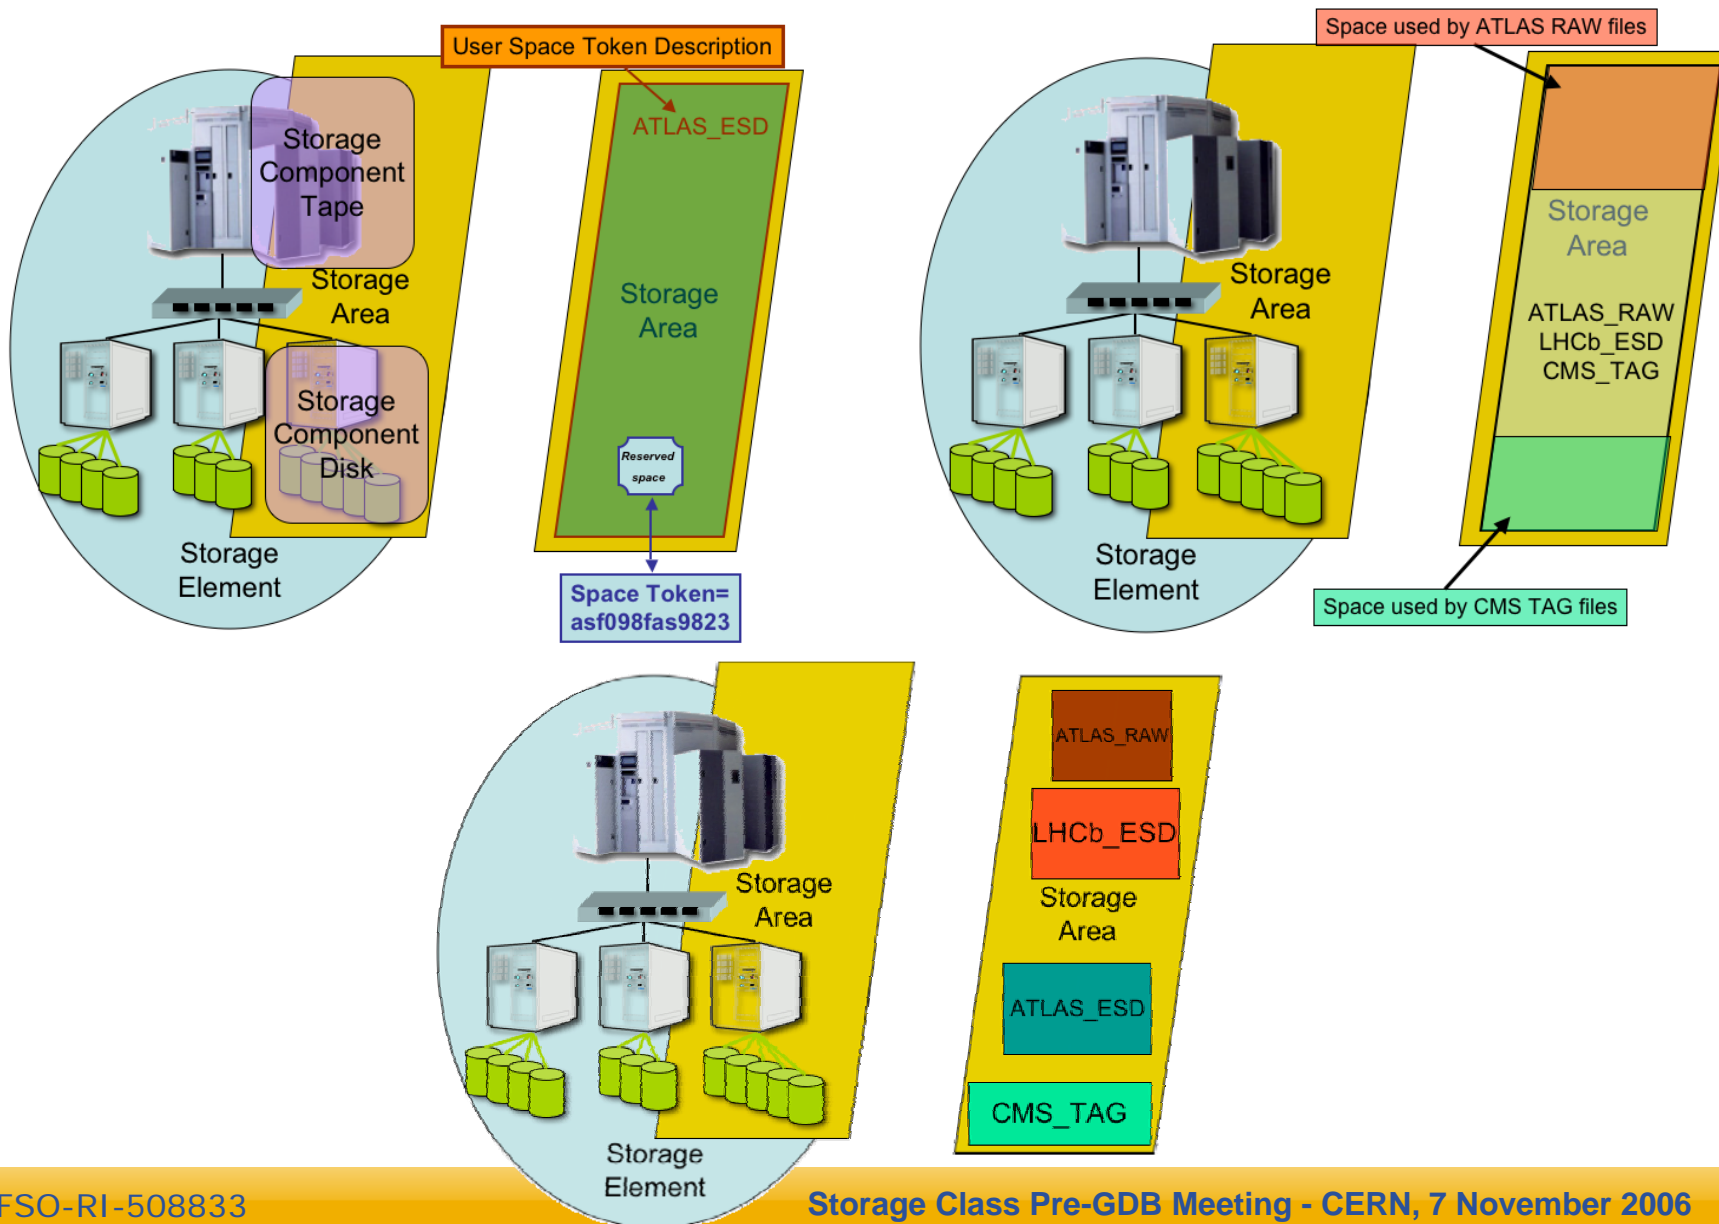 User Space Token Description
Storage
Component
Tape
Storage
Area
Storage
Component
Disk
Storage
Element
ATLAS_ESD
Storage
Area
Reserved
space
Space Token=
asf098fas9823
Space used by ATLAS RAW files
Storage
Area
Storage
Element
Storage
Area
ATLAS_RAW
LHCb_ESD
CMS_TAG
Space used by CMS TAG files
Storage
Area
Storage
Element
ATLAS_RAW
LHCb_ESD
Storage
Area
ATLAS_ESD
CMS_TAG
FSO-RI-508833
Storage Class Pre-GDB Meeting - CERN, 7 November 2006